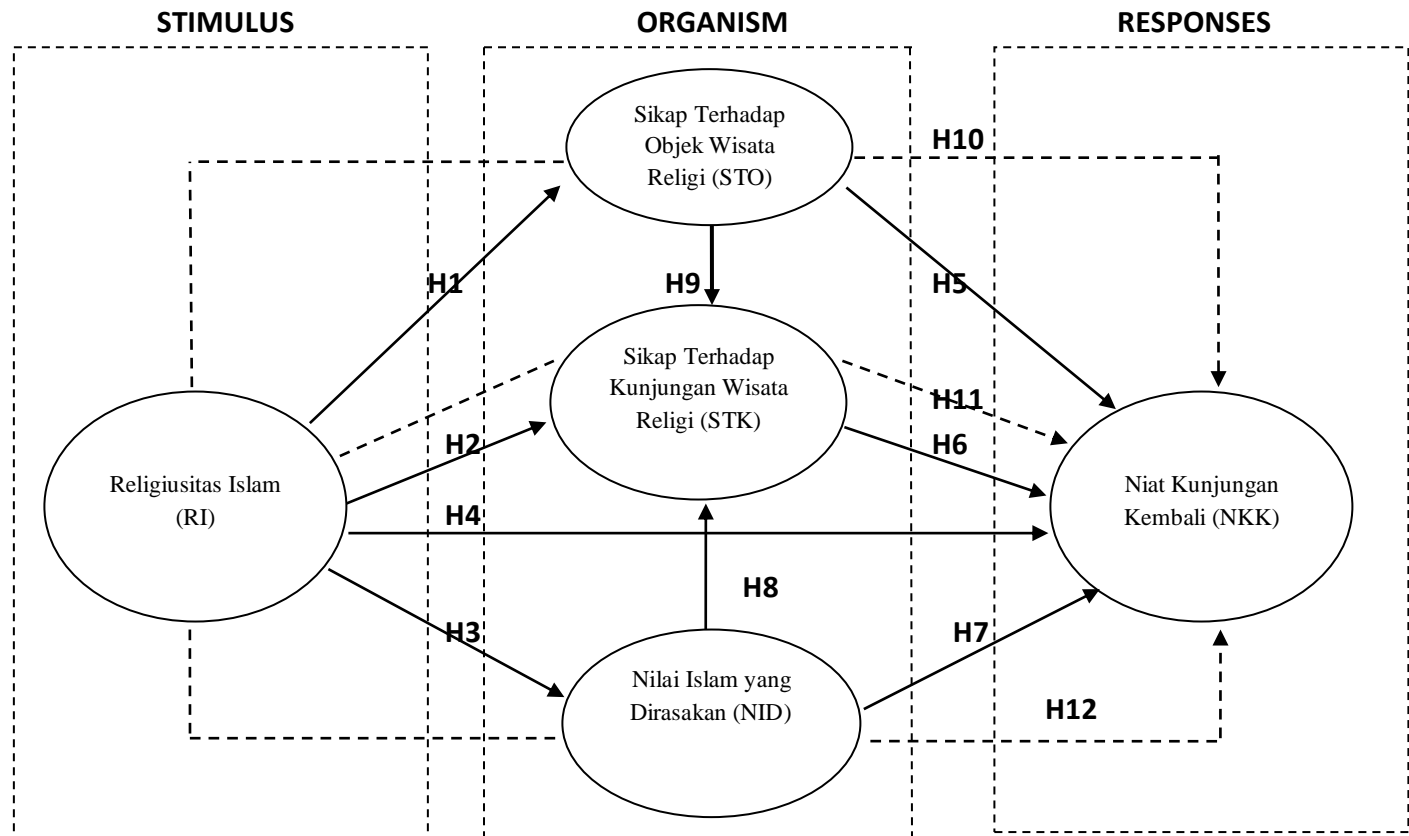 STIMULUS
ORGANISM
RESPONSES
Sikap Terhadap
Objek Wisata
Religi (STO)
H10
H1
H9
H5
Sikap Terhadap
Kunjungan Wisata
Religi (STK)
H11
H2
H6
Religiusitas Islam
(RI)
Niat Kunjungan
Kembali (NKK)
H4
H8
H3
H7
Nilai Islam yang
Dirasakan (NID)
H12